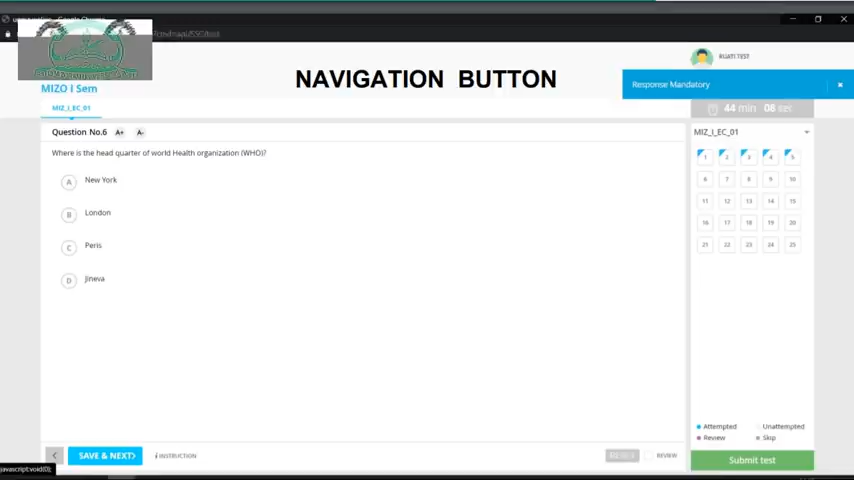 NAVIGATION BUTTON
RUATI TEST
Response Mandatory
MIZO I Sem
MIZ_I_EC_01
44 min 08 sec
Question No.6 A+ A-
MIZ_I_EC_01
Where is the head quarter of world Health organization (WHO)?
A New York
B London
C Peris
D Jineva
1 2 3 4 5
6 7 8 9 10
11 12 13 14 15
16 17 18 19 20
21 22 23 24 25
Attempted Unattempted
Review Skip
SAVE & NEXT
INSTRUCTION
RESET
REVIEW
Submit test
javascript:void(0);